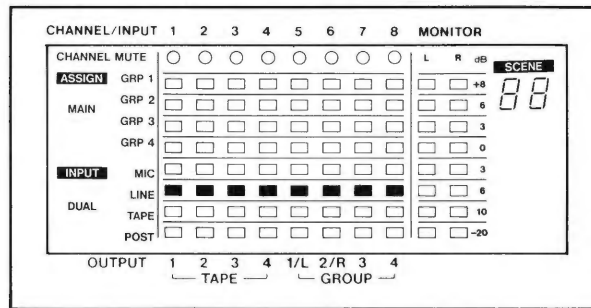 CHANNEL/INPUT 1 2 3 4 5 6 7 8 MONITOR
CHANNEL MUTE L R dB SCENE
ASSIGN GRP 1 +8 88
MAIN GRP 2 6
GRP 3 3
GRP 4 0
INPUT MIC 3
LINE 6
DUAL TAPE 10
POST -20
OUTPUT 1 2 3 4 1/L 2/R 3 4
TAPE GROUP